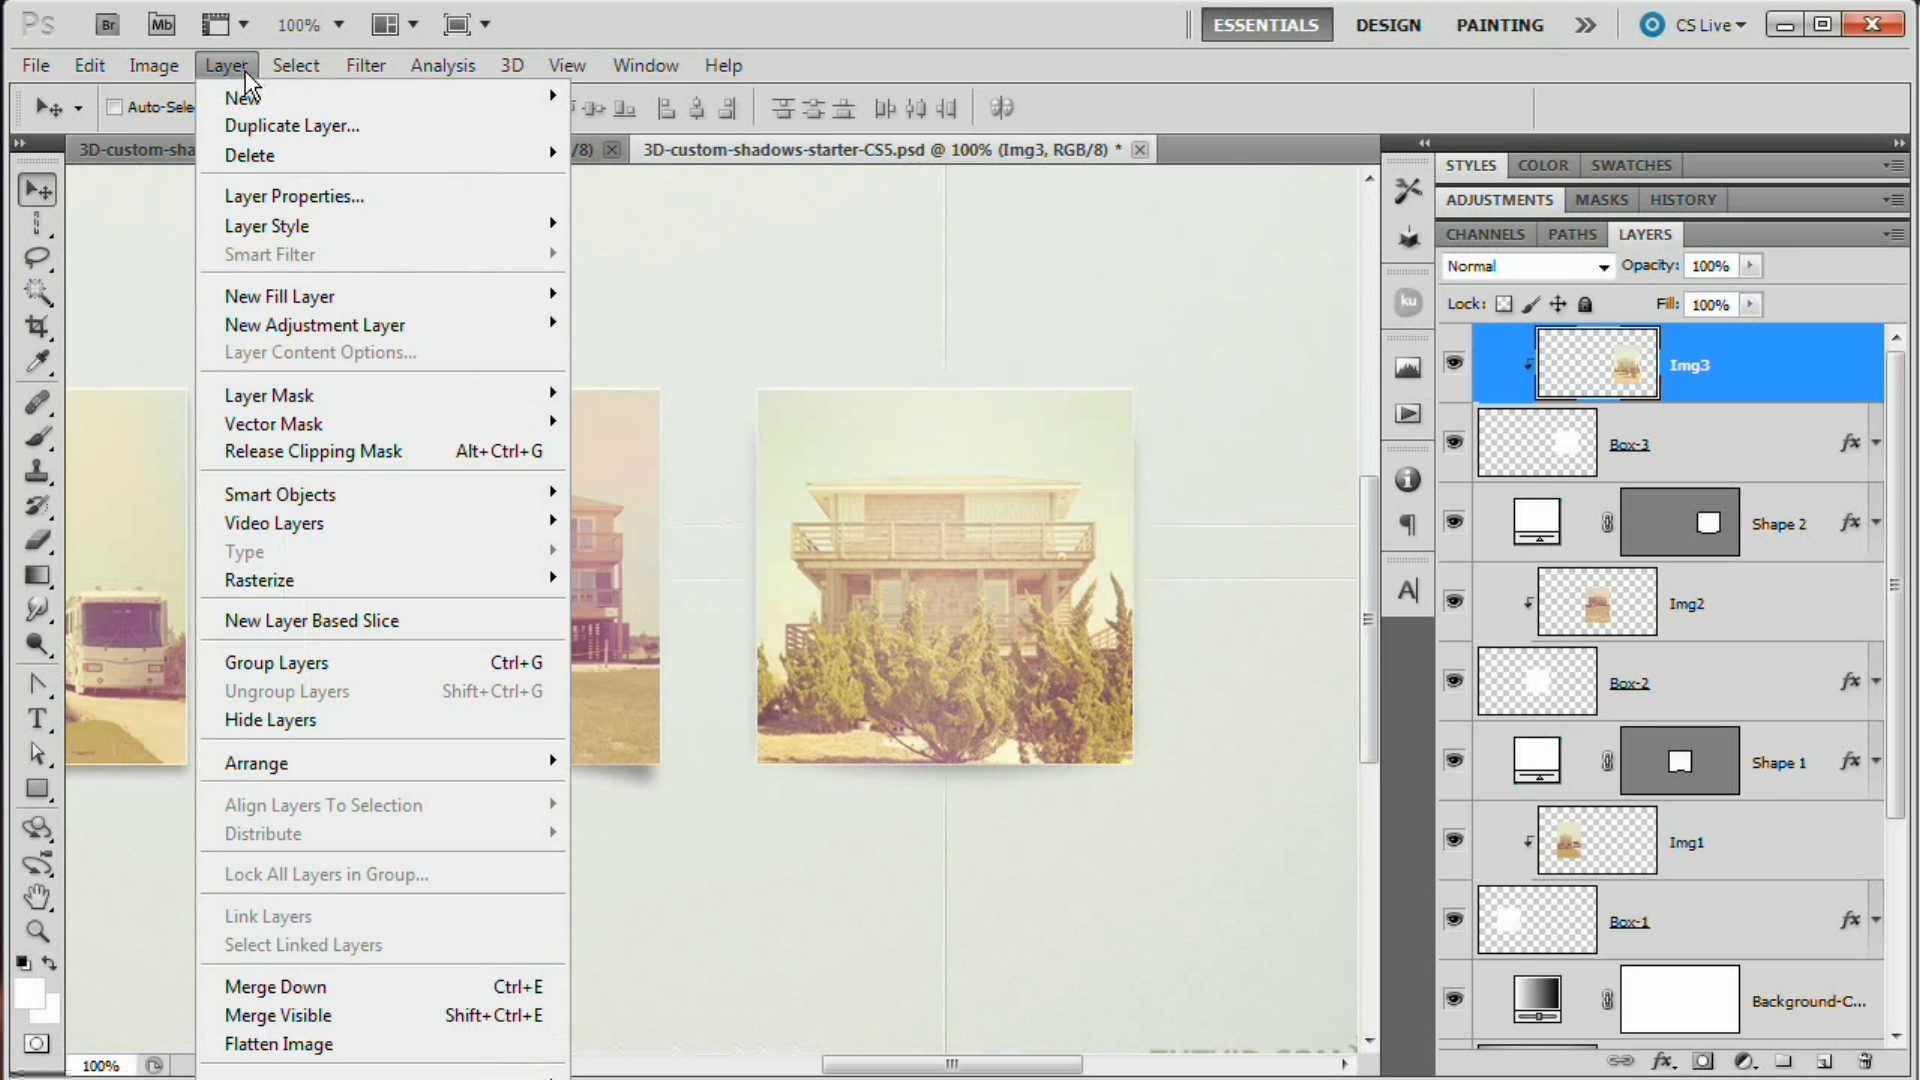 Ps Br Mb 100% ESSENTIALS DESIGN PAINTING CS Live
File Edit Image Layer Select Filter Analysis 3D View Window Help
Auto-Sele
3D-custom-sha /8) 3D-custom-shadows-starter-CS5.psd @ 100% (Img3, RGB/8) *
New
Duplicate Layer...
Delete
Layer Properties...
Layer Style
Smart Filter
New Fill Layer
New Adjustment Layer
Layer Content Options...
Layer Mask
Vector Mask
Release Clipping Mask Alt+Ctrl+G
Smart Objects
Video Layers
Type
Rasterize
New Layer Based Slice
Group Layers Ctrl+G
Ungroup Layers Shift+Ctrl+G
Hide Layers
Arrange
Align Layers To Selection
Distribute
Lock All Layers in Group...
Link Layers
Select Linked Layers
Merge Down Ctrl+E
Merge Visible Shift+Ctrl+E
Flatten Image
100%
ku
STYLES COLOR SWATCHES
ADJUSTMENTS MASKS HISTORY
CHANNELS PATHS LAYERS
Normal Opacity: 100%
Lock: Fill: 100%
Img3
Box-3 fx
Shape 2 fx
Img2
Box-2 fx
Shape 1 fx
Img1
Box-1 fx
Background-C...
fx